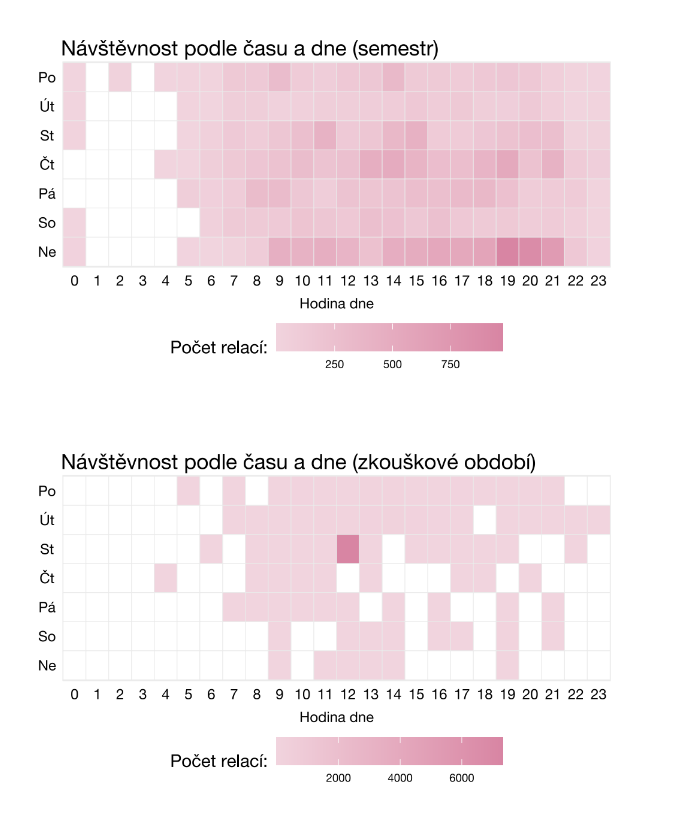 Návštěvnost podle času a dne (semestr)
Po
Út
St
Čt
Pá
So
Ne
0 1 2 3 4 5 6 7 8 9 10 11 12 13 14 15 16 17 18 19 20 21 22 23
Hodina dne
Počet relací:
250 500 750
Návštěvnost podle času a dne (zkouškové období)
Po
Út
St
Čt
Pá
So
Ne
0 1 2 3 4 5 6 7 8 9 10 11 12 13 14 15 16 17 18 19 20 21 22 23
Hodina dne
Počet relací:
2000 4000 6000